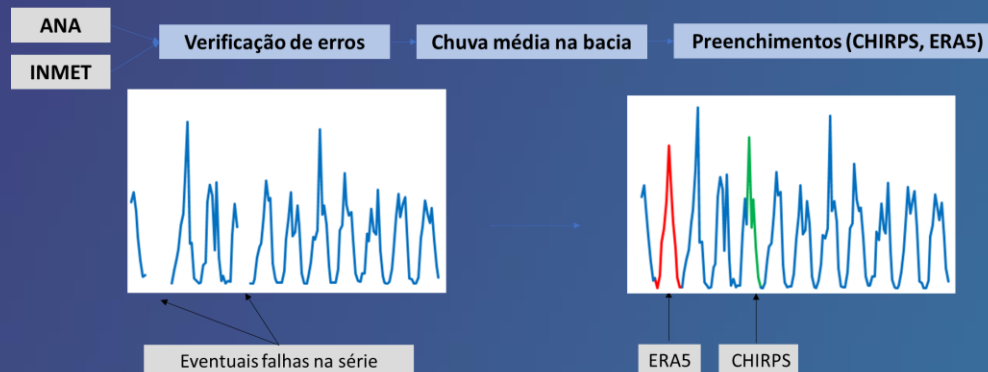 ANA
INMET
Verificação de erros
Chuva média na bacia
Preenchimentos (CHIRPS, ERA5)
Eventuais falhas na série
ERA5
CHIRPS